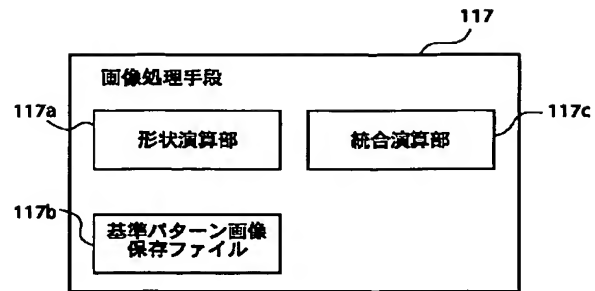 117
画像処理手段
117a
形状演算部
統合演算部
117c
117b
基準パターン画像
保存ファイル